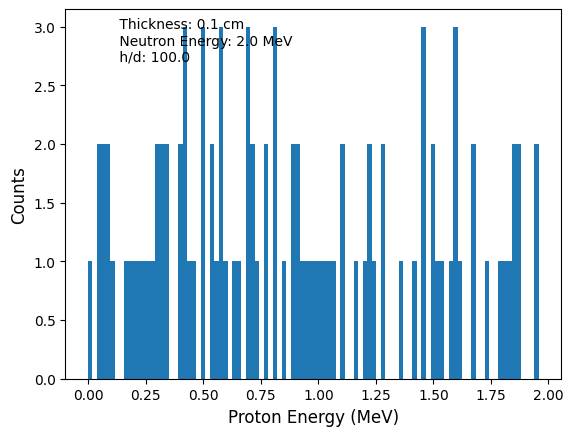 Thickness: 0.1 cm
Neutron Energy: 2.0 MeV
h/d: 100.0
3.0
2.5
2.0
1.5
1.0
0.5
0.0
Counts
0.00 0.25 0.50 0.75 1.00 1.25 1.50 1.75 2.00
Proton Energy (MeV)